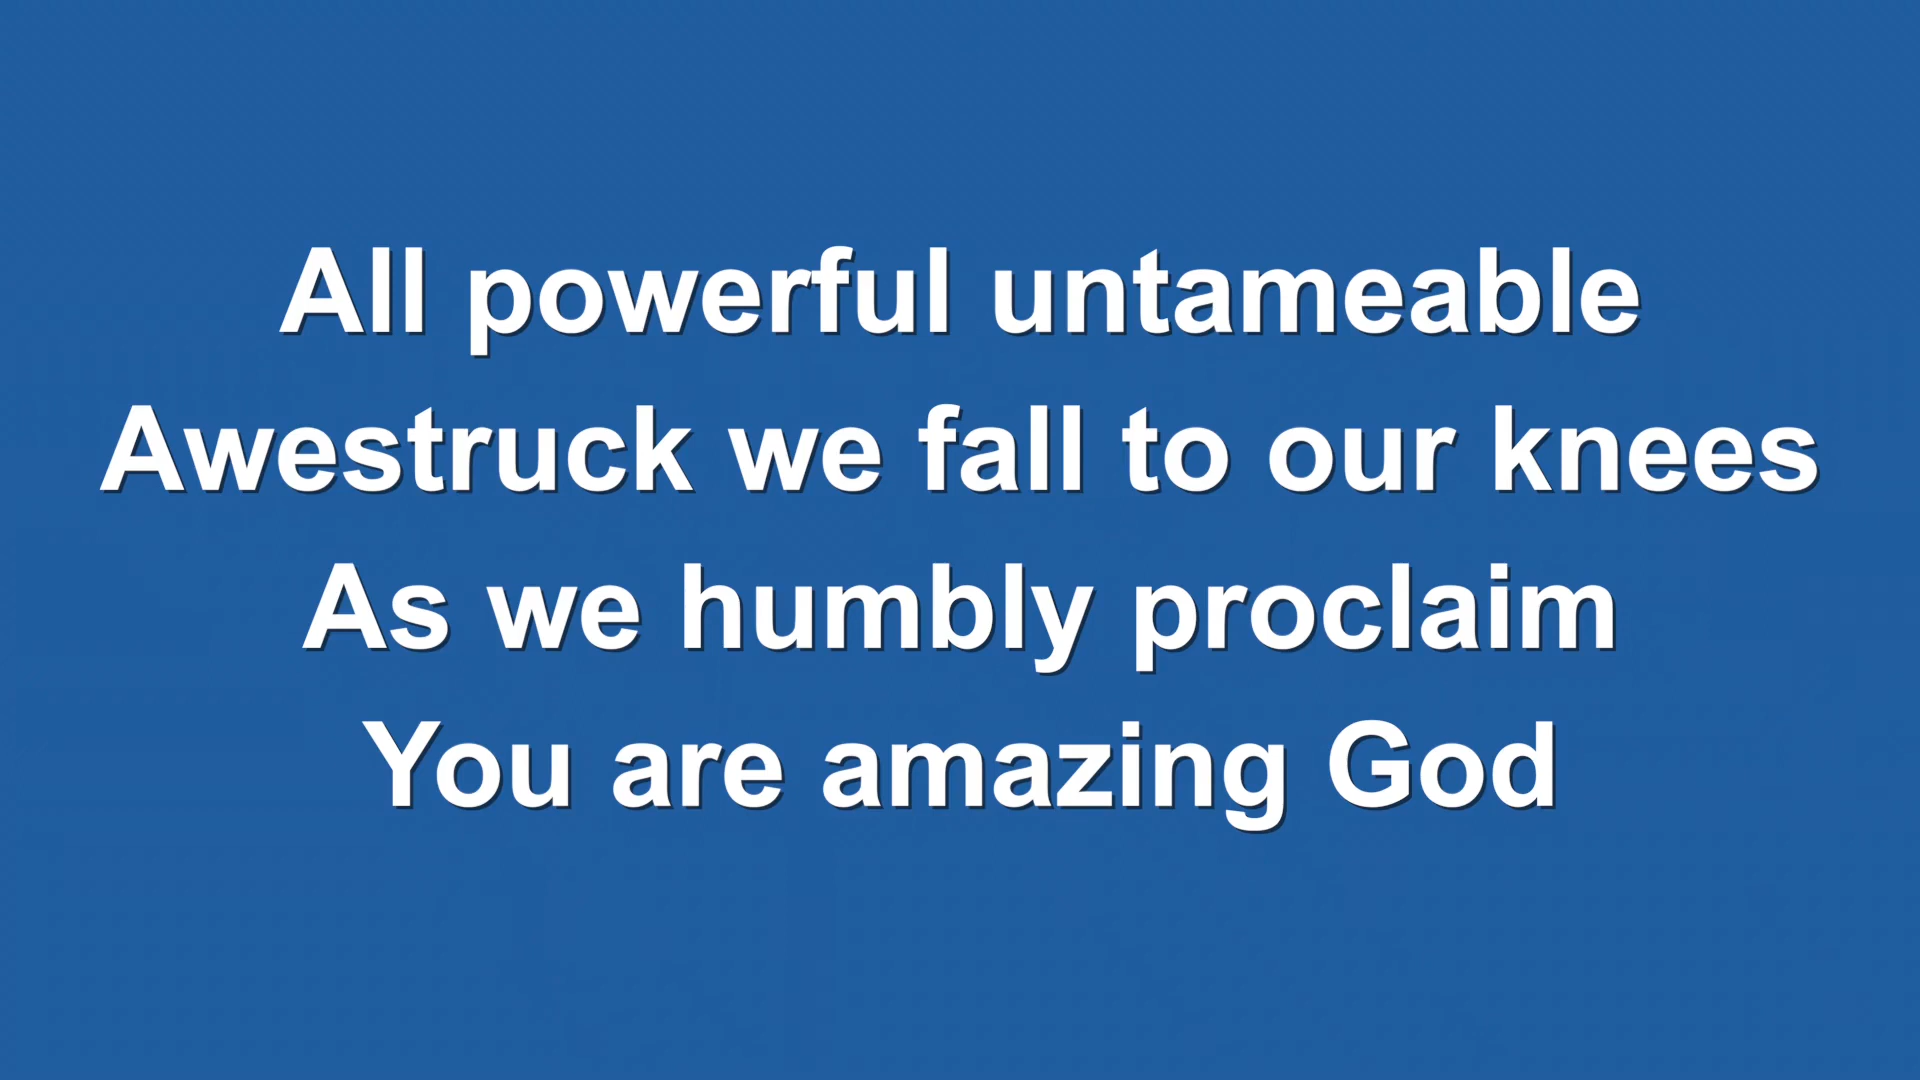 All powerful untameable
Awestruck we fall to our knees
As we humbly proclaim
You are amazing God